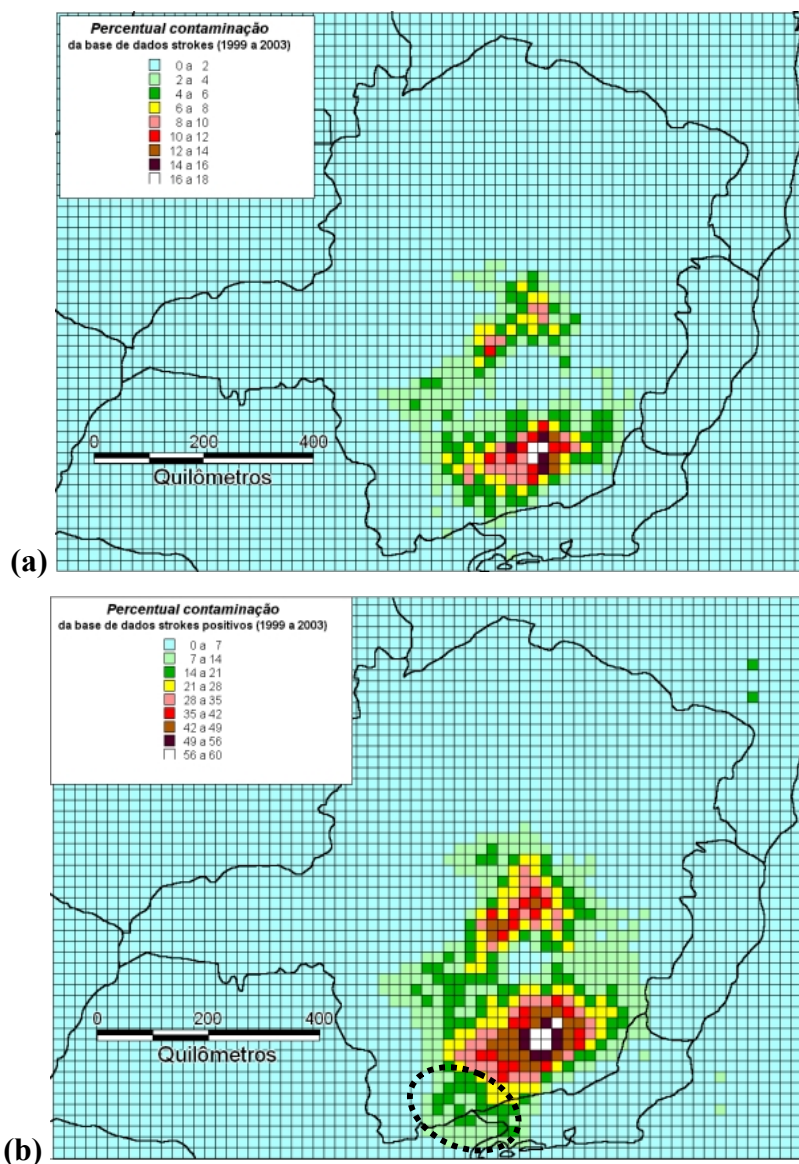 Percentual contaminação
da base de dados strokes (1999 a 2003)
0 a 2
2 a 4
4 a 6
6 a 8
8 a 10
10 a 12
12 a 14
14 a 16
16 a 18
0 200 400
Quilômetros
(a)
Percentual contaminação
da base de dados strokes positivos (1999 a 2003)
0 a 7
7 a 14
14 a 21
21 a 28
28 a 35
35 a 42
42 a 49
49 a 56
56 a 60
0 200 400
Quilômetros
(b)